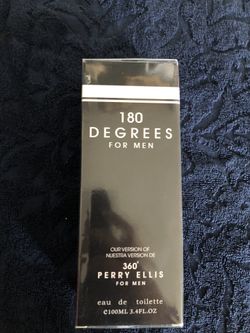 180
DEGREES
FOR MEN
OUR VERSION OF
NUESTRA VERSION DE
360°
PERRY ELLIS
FOR MEN
eau de toilette
℮100ML 3.4FL.OZ